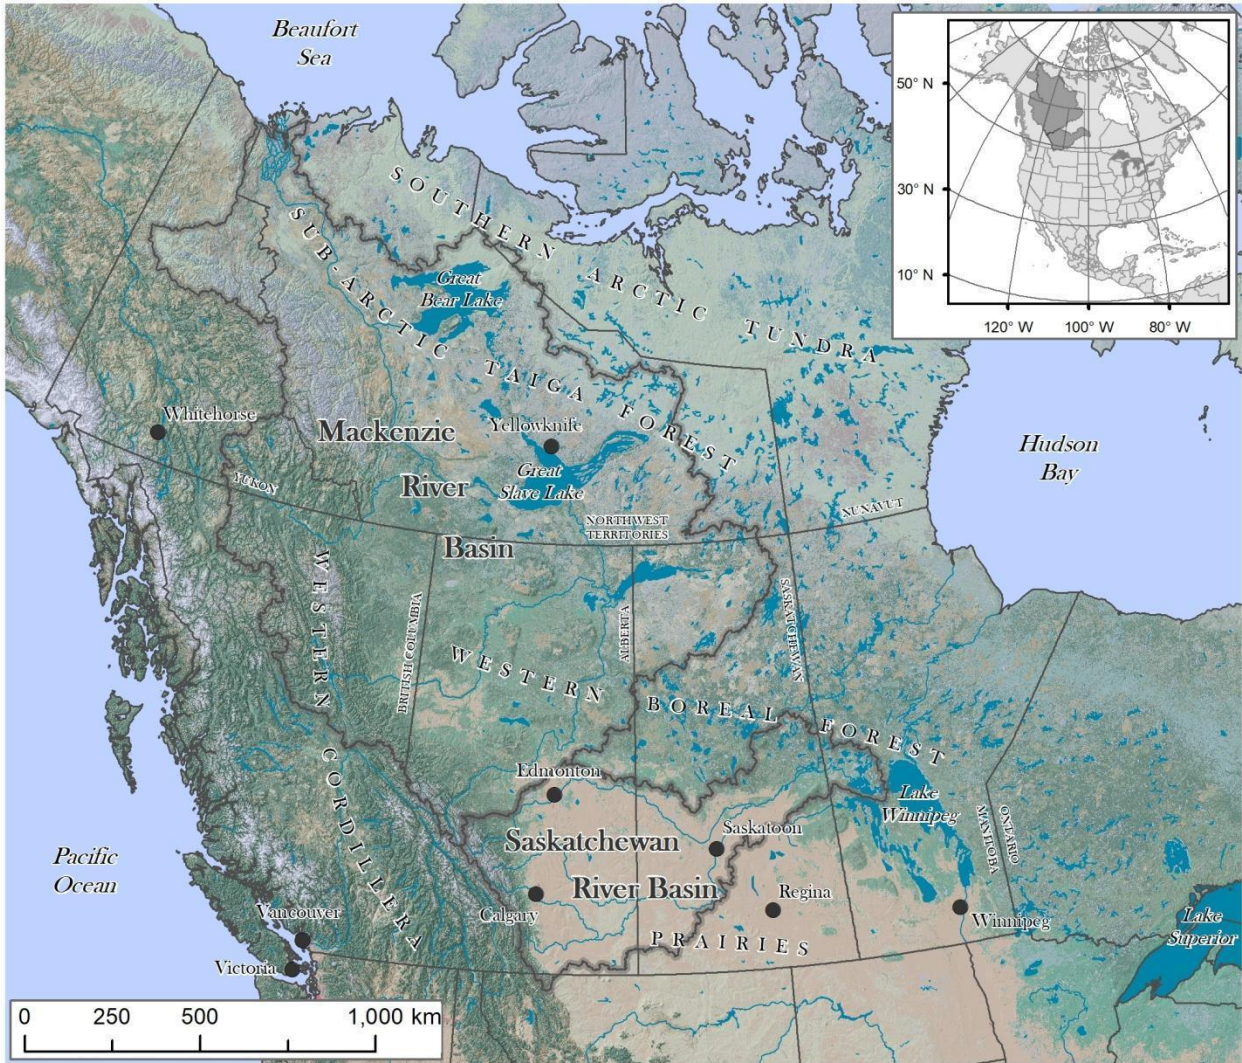 Beaufort
Sea
50° N
30° N
10° N
120° W
100° W
80° W
SOUTHERN ARCTIC TUNDRA
SUB-ARCTIC TAIGA FOREST
Great
Bear Lake
Whitehorse
Mackenzie
Yellowknife
River
Great
Slave Lake
Hudson
Bay
YUKON
NORTHWEST
TERRITORIES
NUNAVUT
Basin
WESTERN
CORDILLERA
BRITISH COLUMBIA
ALBERTA
SASKATCHEWAN
WESTERN
BOREAL FOREST
Edmonton
Lake
Winnipeg
MANITOBA
ONTARIO
Saskatchewan
Saskatoon
River Basin
Regina
Calgary
Winnipeg
Pacific
Ocean
Vancouver
Victoria
PRAIRIES
Lake
Superior
0 250 500 1,000 km